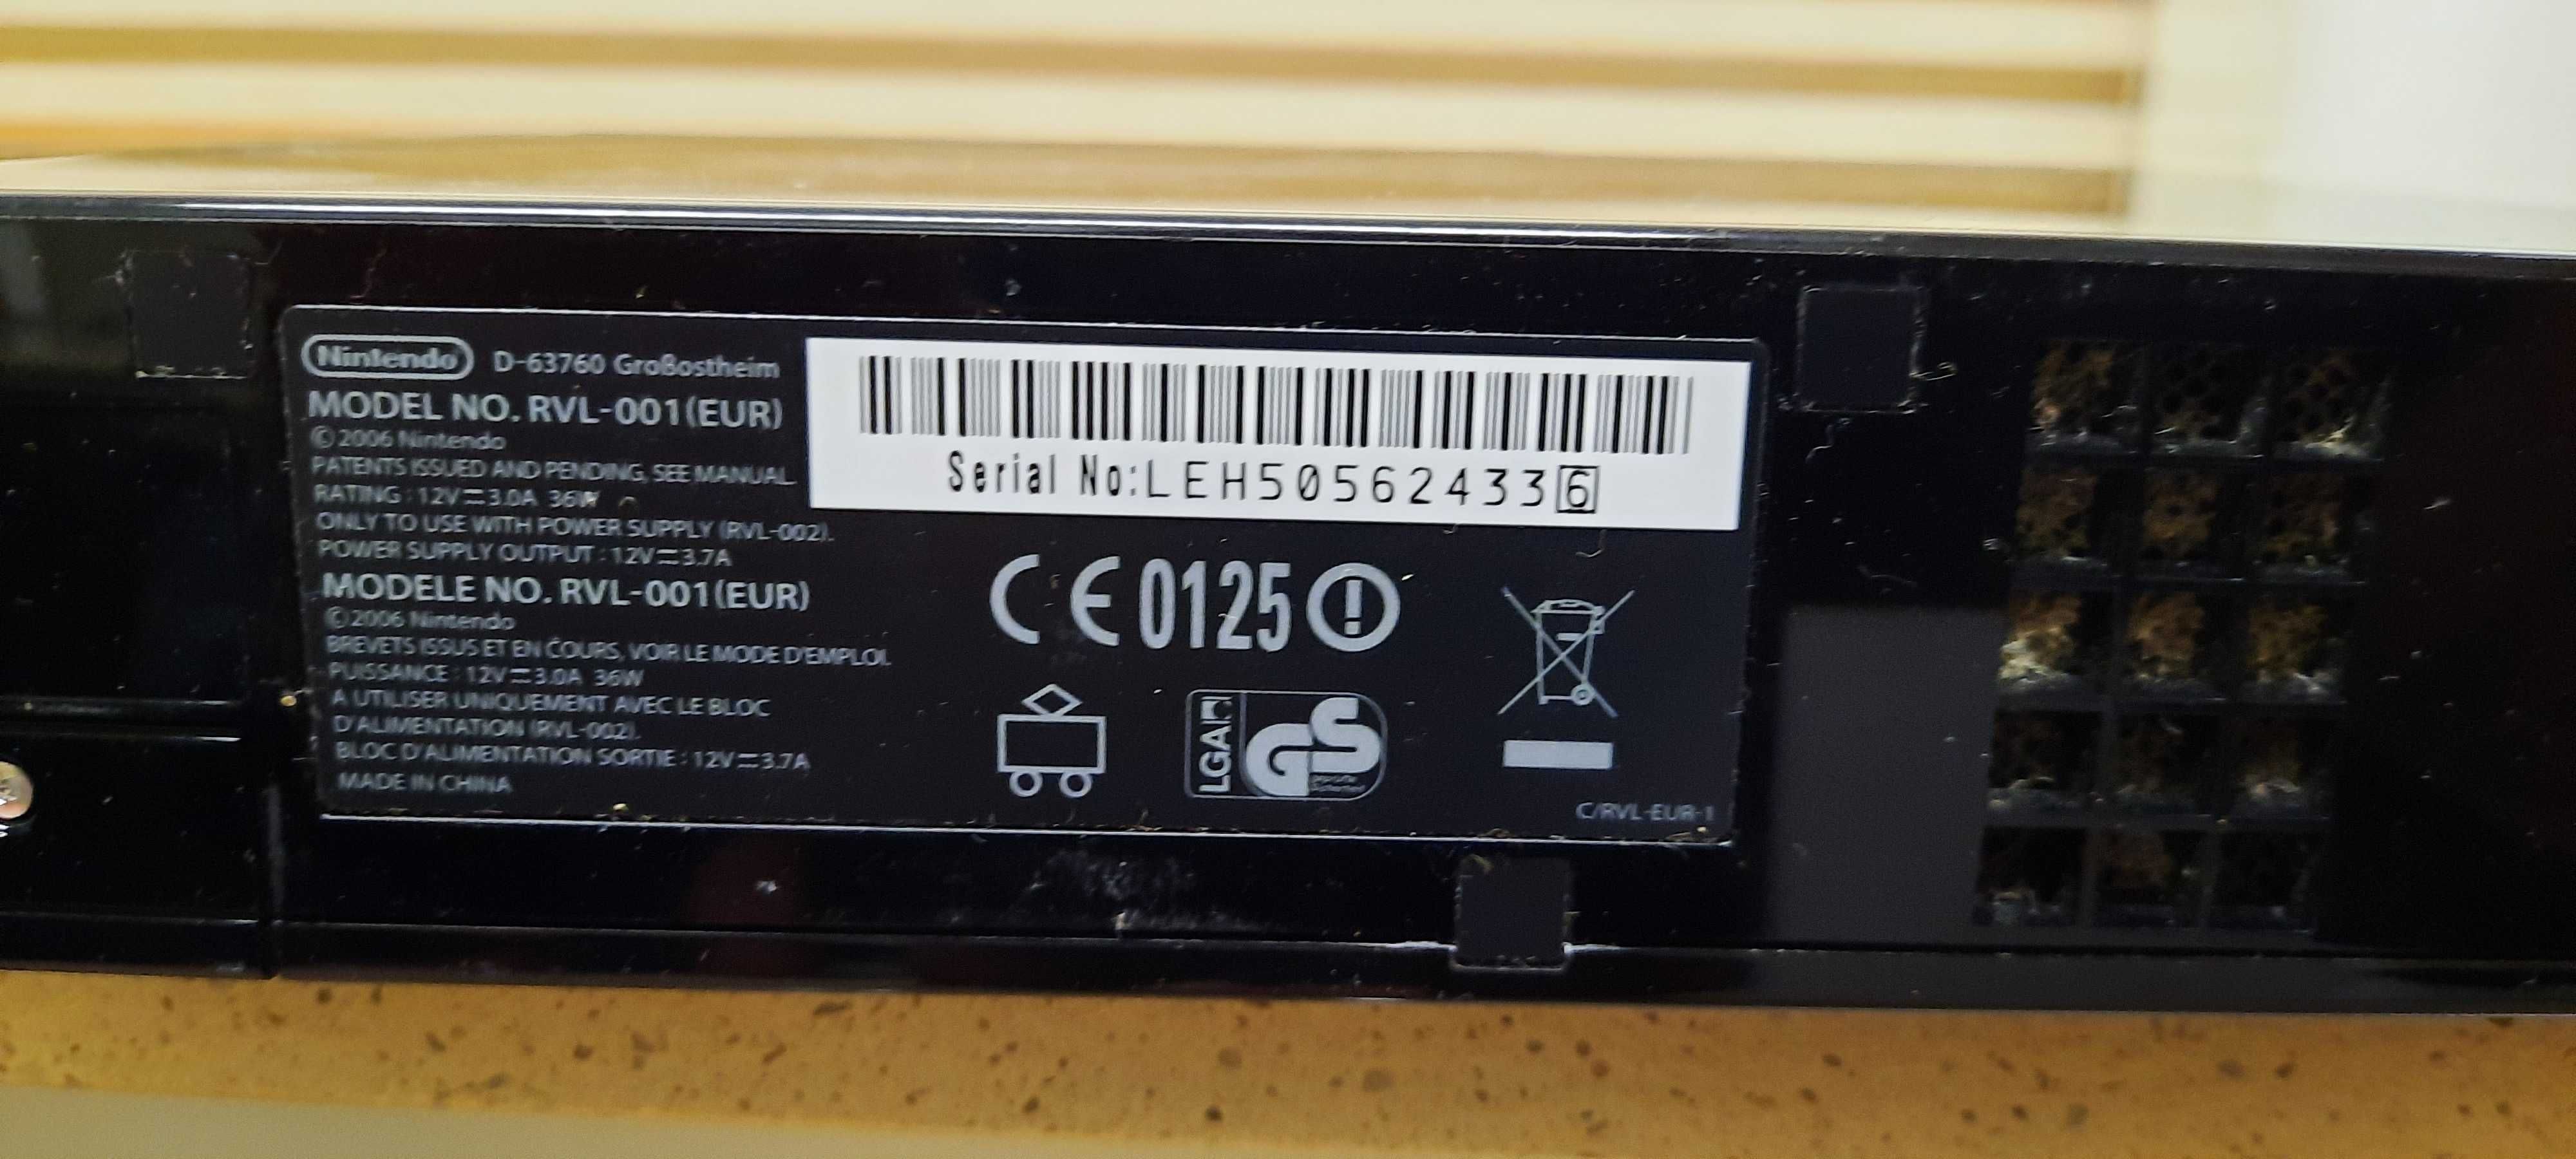 Nintendo D-63760 Großostheim
MODEL NO. RVL-001(EUR)
© 2006 Nintendo
PATENTS ISSUED AND PENDING, SEE MANUAL.
RATING : 12V⎓3.0A 36W
ONLY TO USE WITH POWER SUPPLY (RVL-002).
POWER SUPPLY OUTPUT : 12V⎓3.7A
MODELE NO. RVL-001(EUR)
©2006 Nintendo
BREVETS ISSUS ET EN COURS, VOIR LE MODE D'EMPLOI.
PUISSANCE : 12V⎓3.0A 36W
A UTILISER UNIQUEMENT AVEC LE BLOC
D'ALIMENTATION (RVL-002).
BLOC D'ALIMENTATION SORTIE : 12V⎓3.7A
MADE IN CHINA
Serial No:LEH505624336
CE0125
LGAI GS
C/RVL-EUR-1